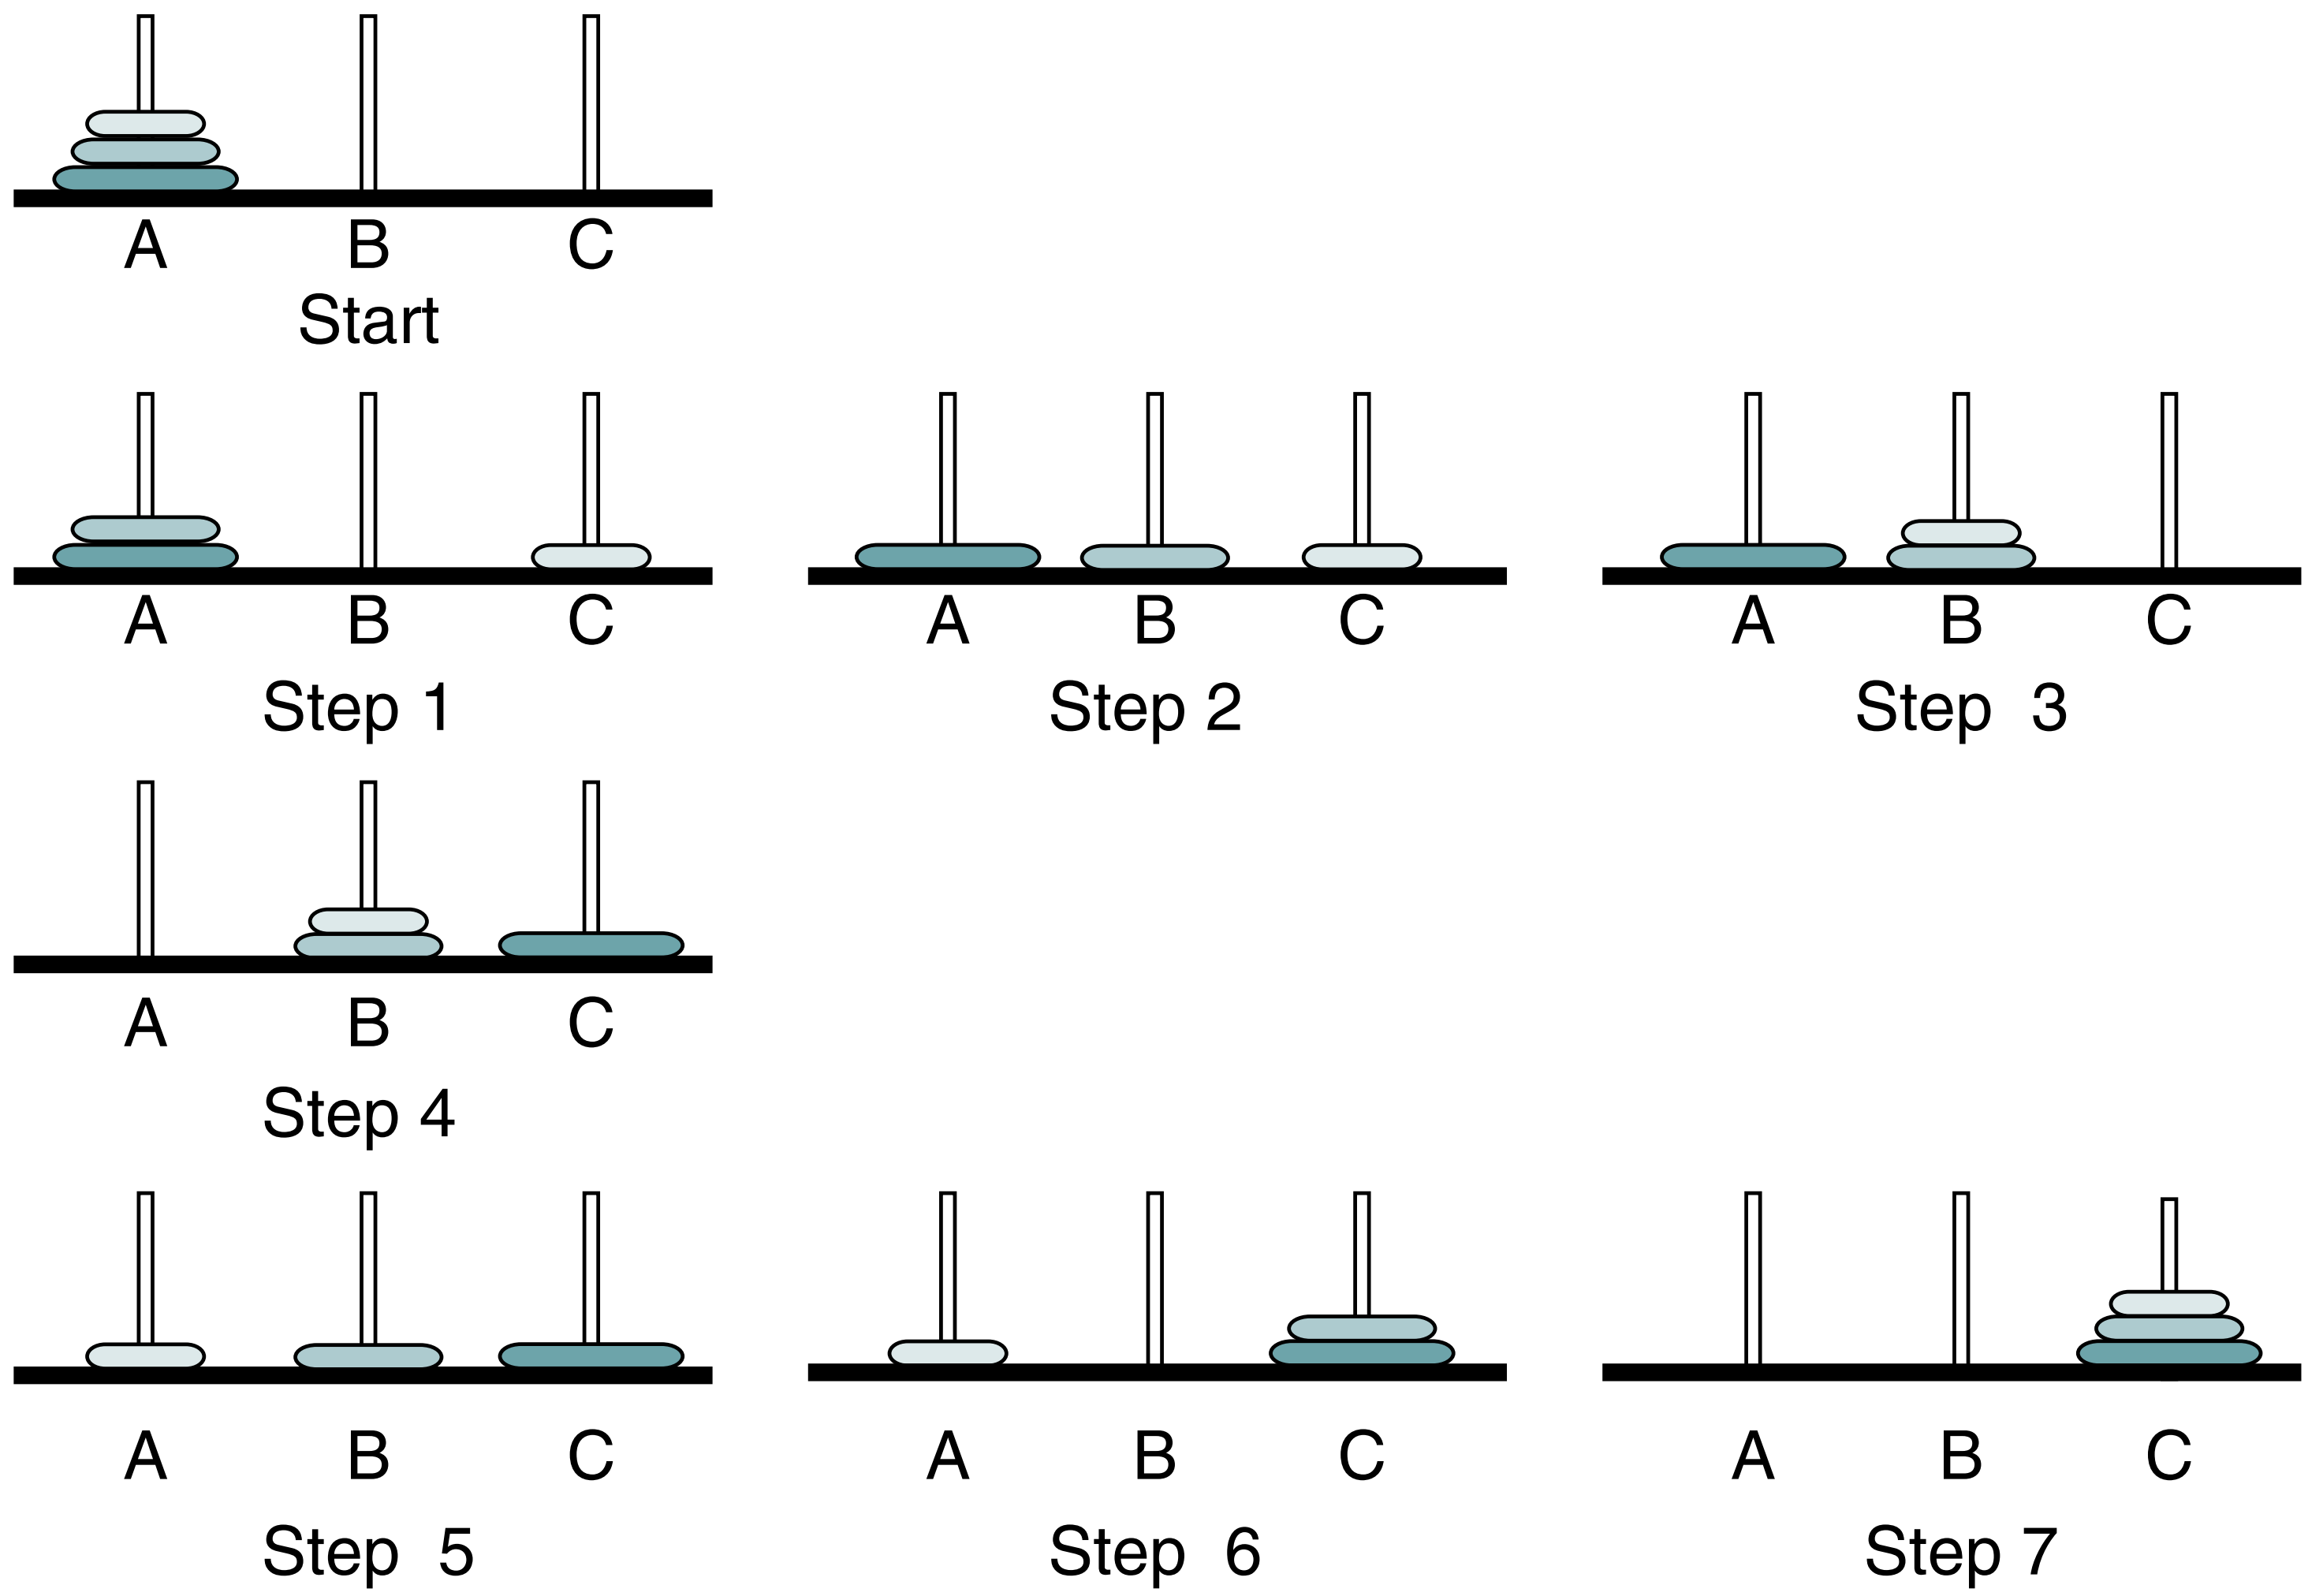 A B C
Start
A B C
Step 1
A B C
Step 2
A B C
Step 3
A B C
Step 4
A B C
Step 5
A B C
Step 6
A B C
Step 7